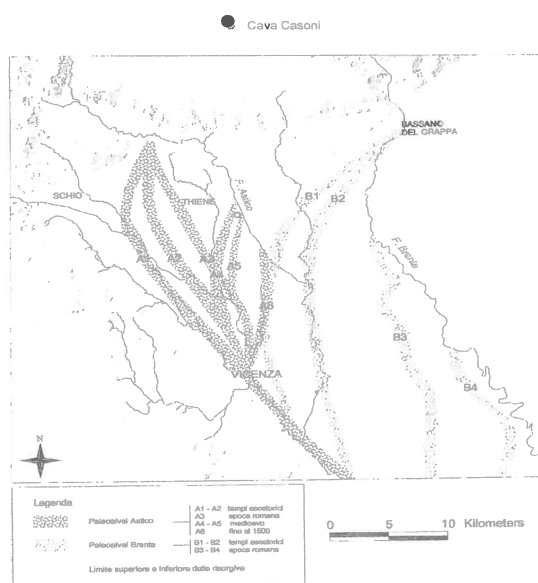 Cava Casoni
BASSANO
DEL GRAPPA
SCHIO
THIENE
F. Astico
B1
B2
A1
A2
A3
A4
A5
A6
F. Brenta
B3
B4
VICENZA
N
Legenda
Paleoalvei Astico
A1 - A2 tempi preistorici
A3 epoca romana
A4 - A5 medioevo
A6 fino al 1500
Paleoalvei Brenta
B1 - B2 tempi preistorici
B3 - B4 epoca romana
Limite superiore e inferiore delle risorgive
0 5 10 Kilometers